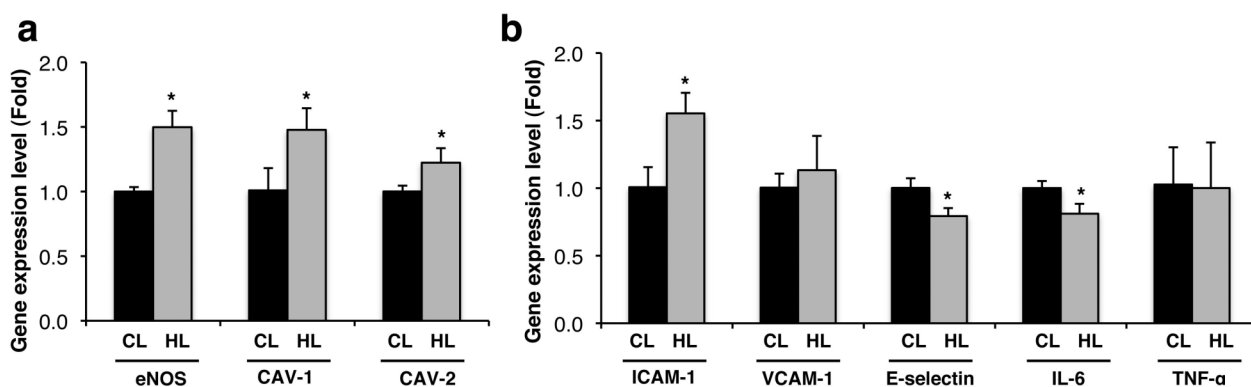 a
Gene expression level (Fold)
2.0
1.5
1.0
0.5
0.0
*
*
*
CL HL CL HL CL HL
eNOS CAV-1 CAV-2
b
Gene expression level (Fold)
2.0
1.5
1.0
0.5
0.0
*
*
*
CL HL CL HL CL HL CL HL CL HL
ICAM-1 VCAM-1 E-selectin IL-6 TNF-α